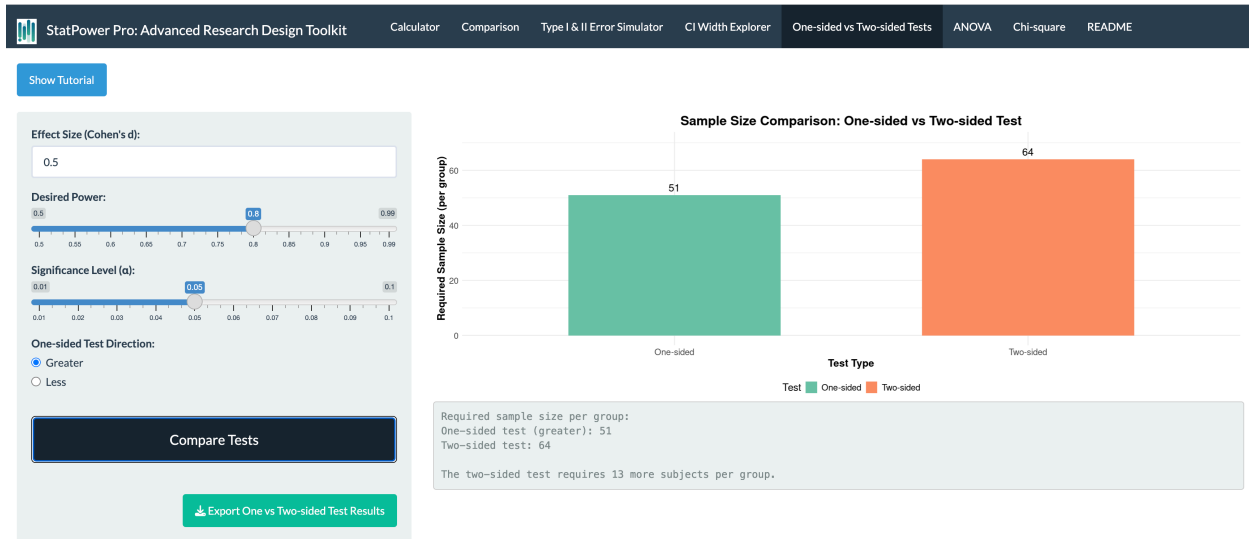 StatPower Pro: Advanced Research Design Toolkit
Calculator
Comparison
Type I & II Error Simulator
CI Width Explorer
One-sided vs Two-sided Tests
ANOVA
Chi-square
README
Show Tutorial
Effect Size (Cohen's d):
0.5
Desired Power:
0.5 0.8 0.99
0.5 0.55 0.6 0.65 0.7 0.75 0.8 0.85 0.9 0.95 0.99
Significance Level (α):
0.01 0.05 0.1
0.01 0.02 0.03 0.04 0.05 0.06 0.07 0.08 0.09 0.1
One-sided Test Direction:
Greater
Less
Compare Tests
Export One vs Two-sided Test Results
Sample Size Comparison: One-sided vs Two-sided Test
Required Sample Size (per group)
60
40
20
0
51
64
One-sided
Two-sided
Test Type
Test One-sided Two-sided
Required sample size per group:
One-sided test (greater): 51
Two-sided test: 64
The two-sided test requires 13 more subjects per group.